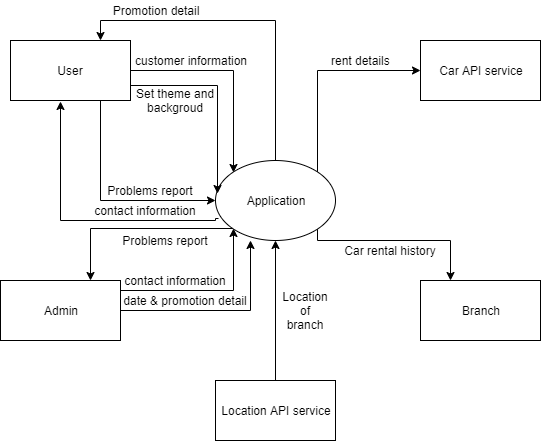 Promotion detail
User
customer information
rent details
Car API service
Set theme and
backgroud
Problems report
Application
contact information
Problems report
Car rental history
contact information
date & promotion detail
Admin
Location
of
branch
Branch
Location API service